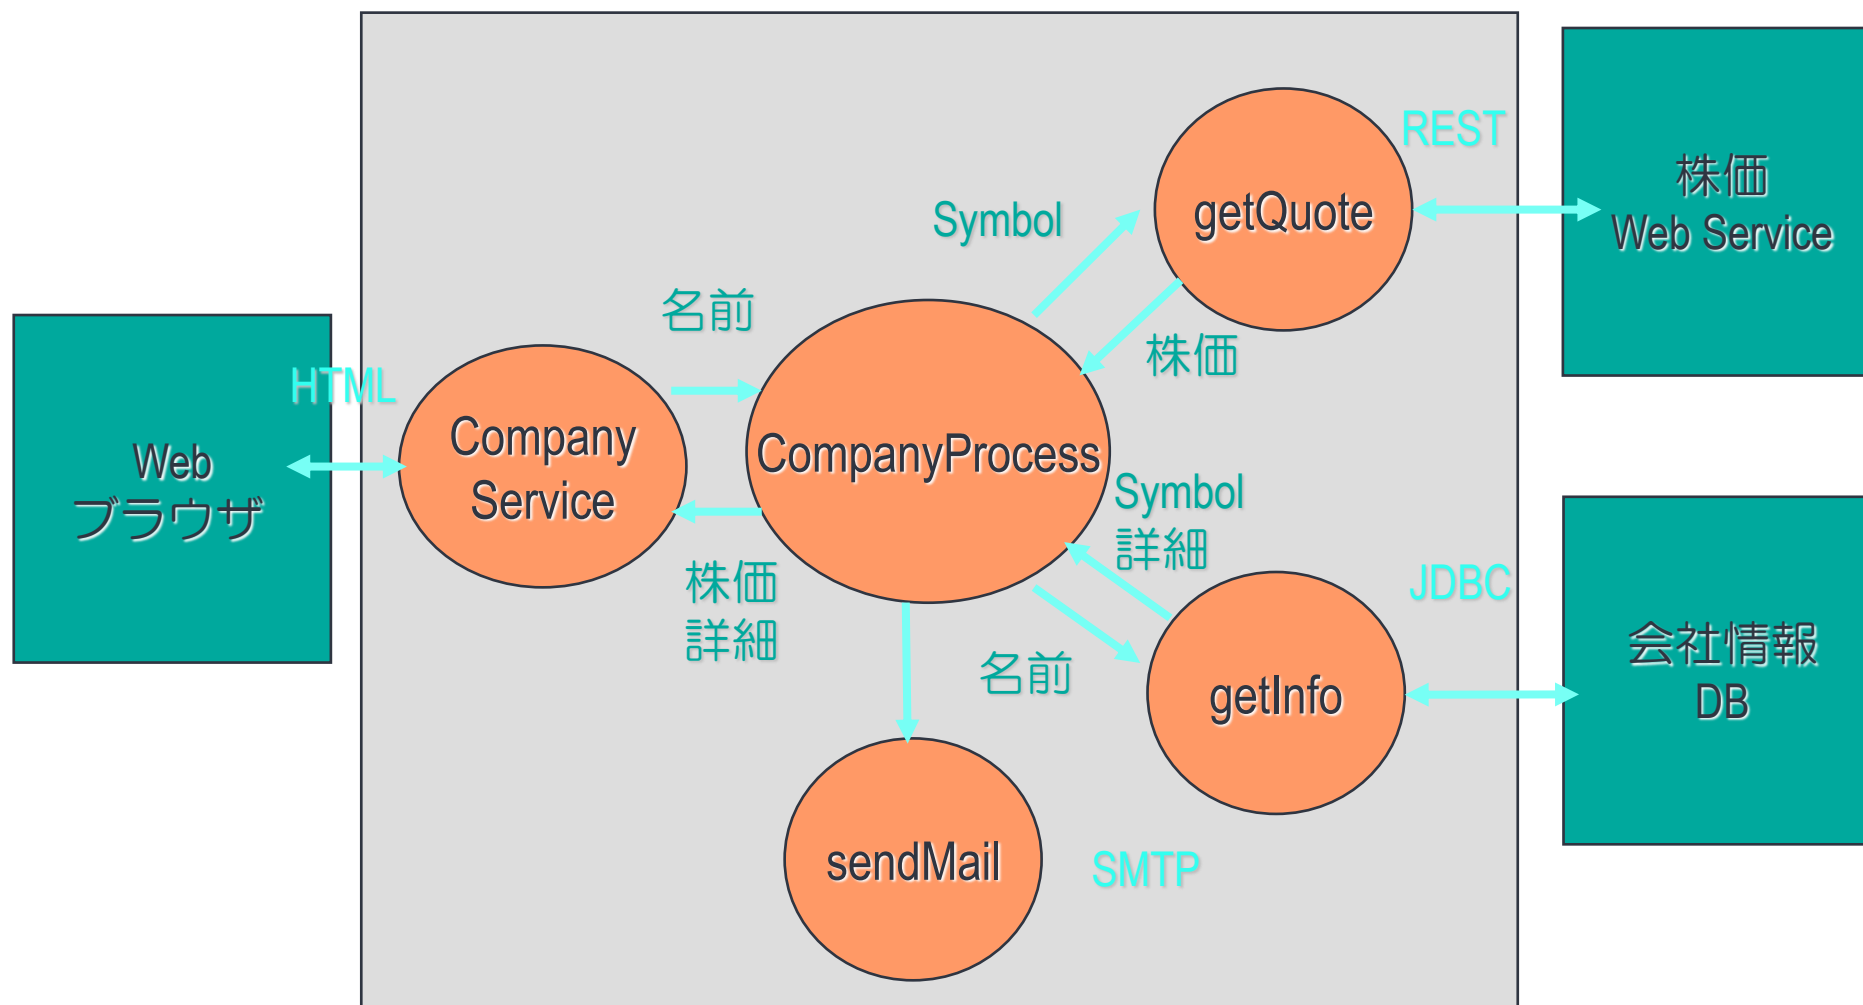 REST
株価
Web Service
Symbol
getQuote
名前
株価
HTML
Company
Service
CompanyProcess
Web
ブラウザ
Symbol
詳細
株価
詳細
JDBC
名前
getInfo
会社情報
DB
sendMail
SMTP